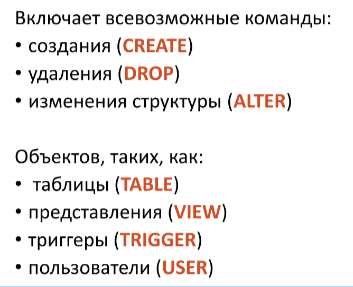 Включает всевозможные команды:
• создания (CREATE)
• удаления (DROP)
• изменения структуры (ALTER)
Объектов, таких, как:
• таблицы (TABLE)
• представления (VIEW)
• триггеры (TRIGGER)
• пользователи (USER)